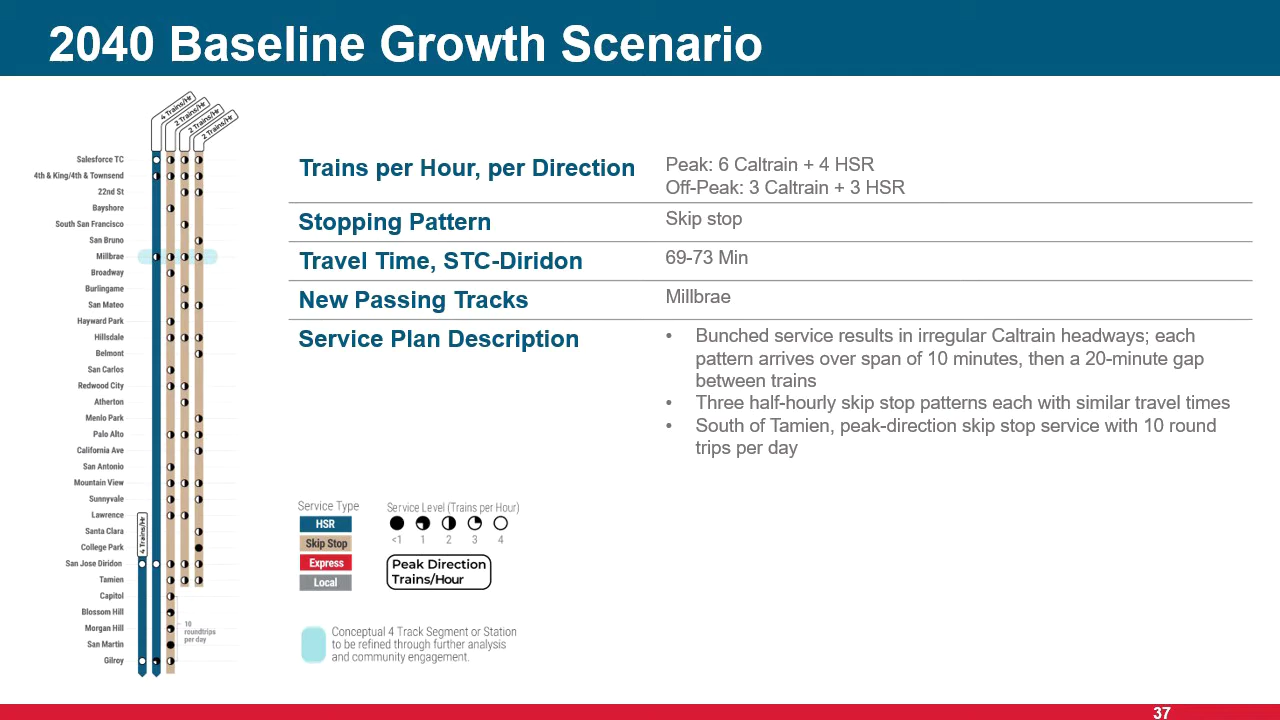 2040 Baseline Growth Scenario
4 Trains/Hr
2 Trains/Hr
2 Trains/Hr
2 Trains/Hr
Salesforce TC
4th & King/4th & Townsend
22nd St
Bayshore
South San Francisco
San Bruno
Millbrae
Broadway
Burlingame
San Mateo
Hayward Park
Hillsdale
Belmont
San Carlos
Redwood City
Atherton
Menlo Park
Palo Alto
California Ave
San Antonio
Mountain View
Sunnyvale
Lawrence
Santa Clara
College Park
San Jose Diridon
Tamien
Capitol
Blossom Hill
Morgan Hill
San Martin
Gilroy
4 Trains/Hr
10
roundtrips
per day
Trains per Hour, per Direction
Peak: 6 Caltrain + 4 HSR
Off-Peak: 3 Caltrain + 3 HSR
Stopping Pattern
Skip stop
Travel Time, STC-Diridon
69-73 Min
New Passing Tracks
Millbrae
Service Plan Description
• Bunched service results in irregular Caltrain headways; each
pattern arrives over span of 10 minutes, then a 20-minute gap
between trains
• Three half-hourly skip stop patterns each with similar travel times
• South of Tamien, peak-direction skip stop service with 10 round
trips per day
Service Type
HSR
Skip Stop
Express
Local
Service Level (Trains per Hour)
<1 1 2 3 4
Peak Direction
Trains/Hour
Conceptual 4 Track Segment or Station
to be refined through further analysis
and community engagement.
37